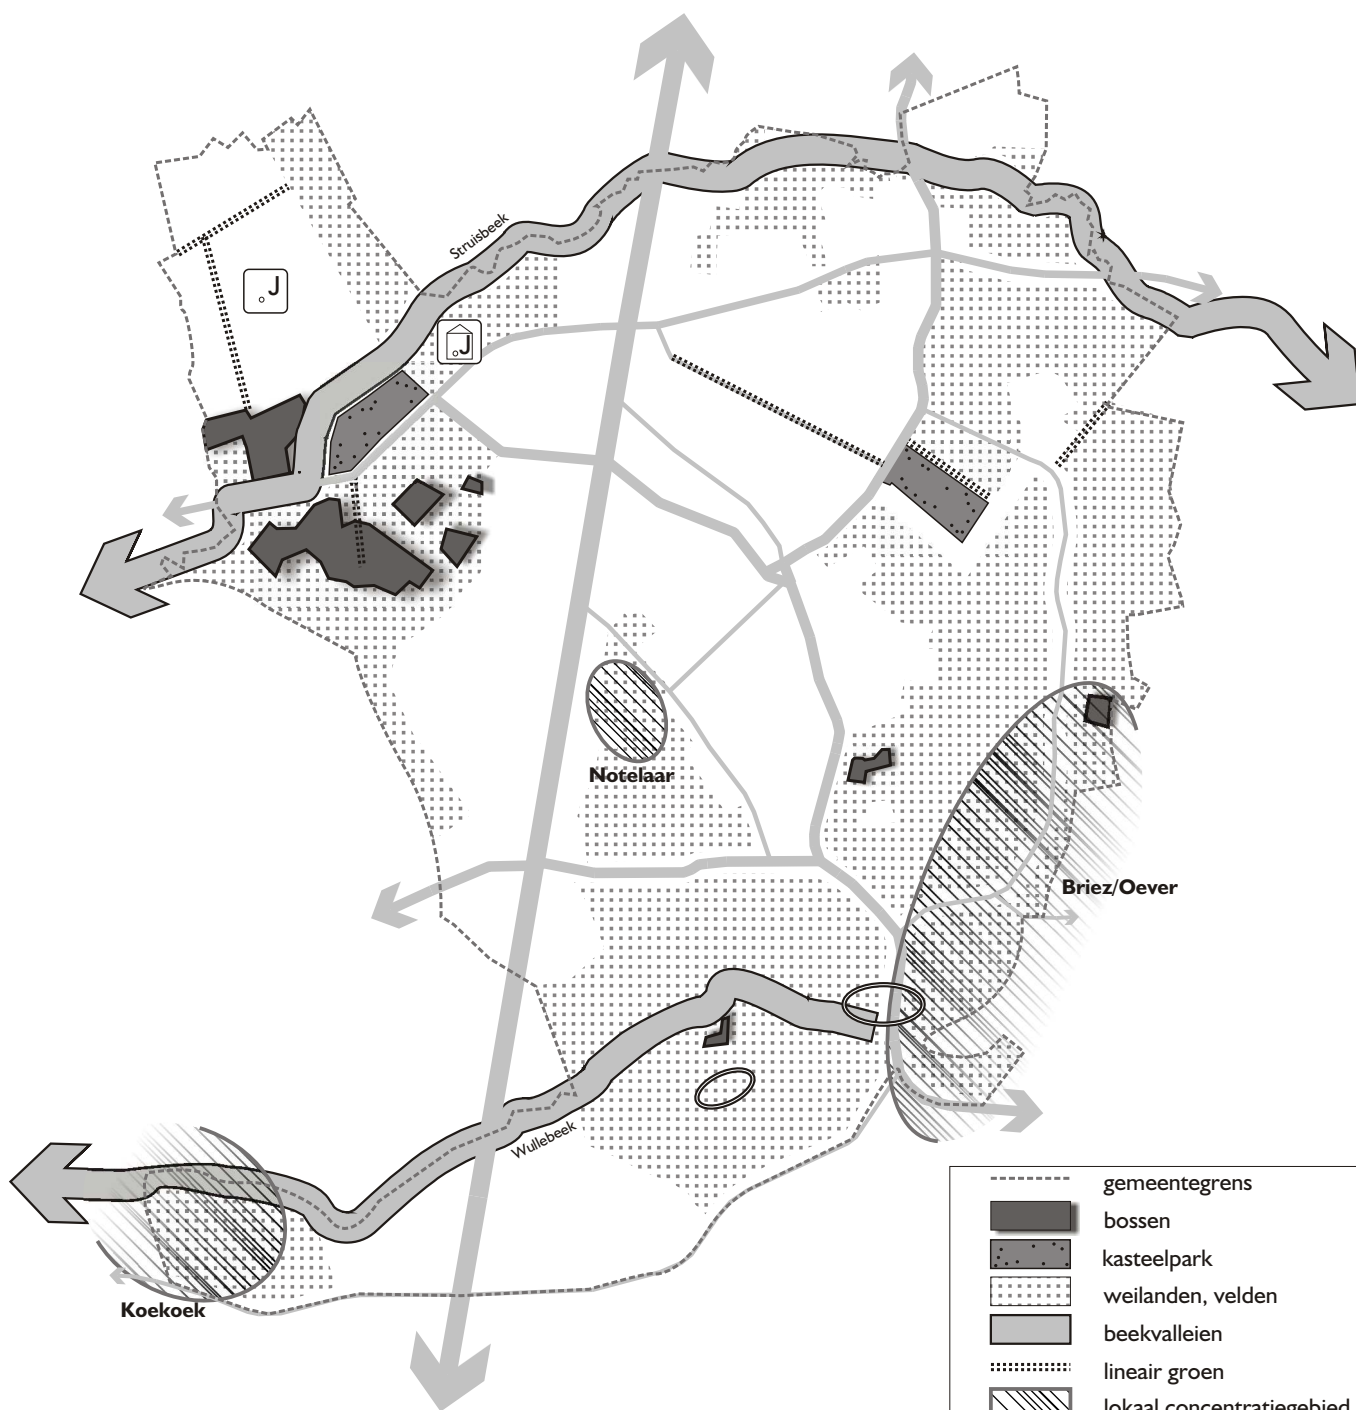 Struisbeek
J
J
Notelaar
Briez/Oever
Wullebeek
Koekoek
gemeentegrens
bossen
kasteelpark
weilanden, velden
beekvalleien
lineair groen
lokaal concentratiegebied